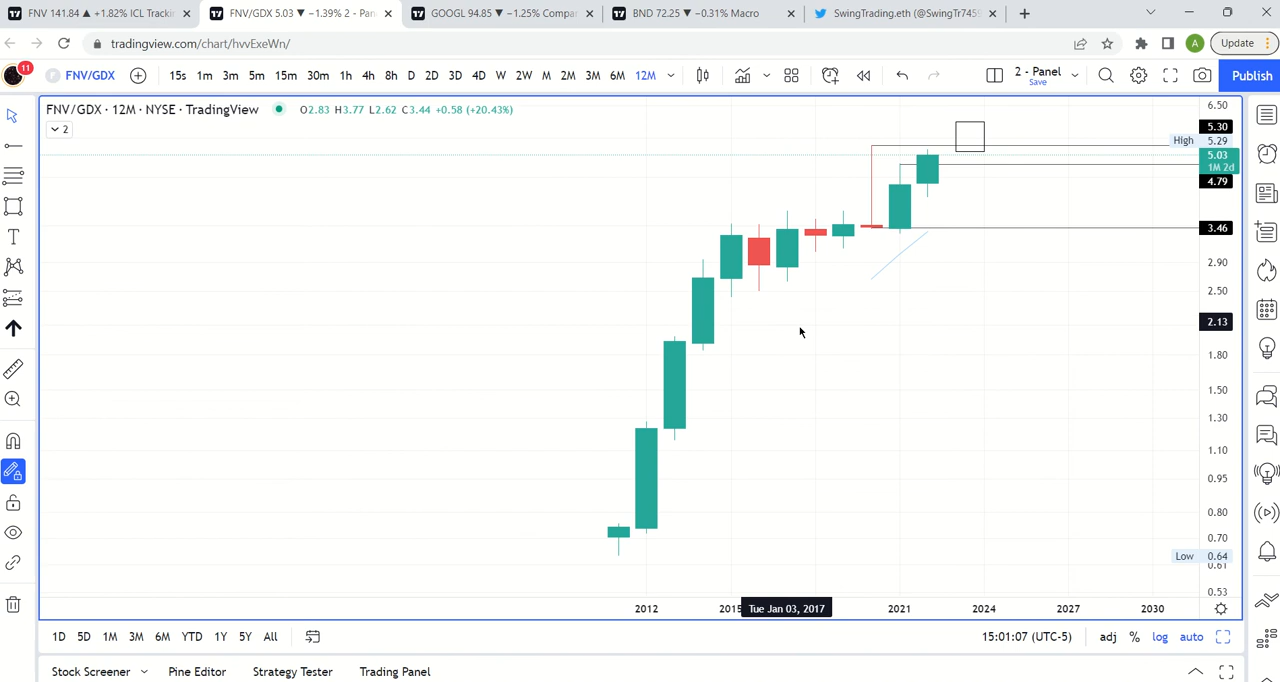 FNV 141.84 ▲ +1.82% ICL Trackin
FNV/GDX 5.03 ▼ −1.39% 2 - Pan
GOOGL 94.85 ▼ −1.25% Compa
BND 72.25 ▼ −0.31% Macro
SwingTrading.eth (@SwingTr745
tradingview.com/chart/hvvExeWn/
A
Update
11
FNV/GDX
15s 1m 3m 5m 15m 30m 1h 4h 8h D 2D 3D 4D W 2W M 2M 3M 6M 12M
2 - Panel
Save
Publish
FNV/GDX · 12M · NYSE · TradingView
O2.83 H3.77 L2.62 C3.44 +0.58 (+20.43%)
2
6.50
5.30
High 5.29
5.03
1M 2d
4.79
3.46
2.90
2.50
2.13
1.80
1.50
1.30
1.10
0.95
0.80
0.70
Low 0.64
0.61
0.53
2012 2015 Tue Jan 03, 2017 2021 2024 2027 2030
1D 5D 1M 3M 6M YTD 1Y 5Y All
15:01:07 (UTC-5)
adj % log auto
Stock Screener Pine Editor Strategy Tester Trading Panel